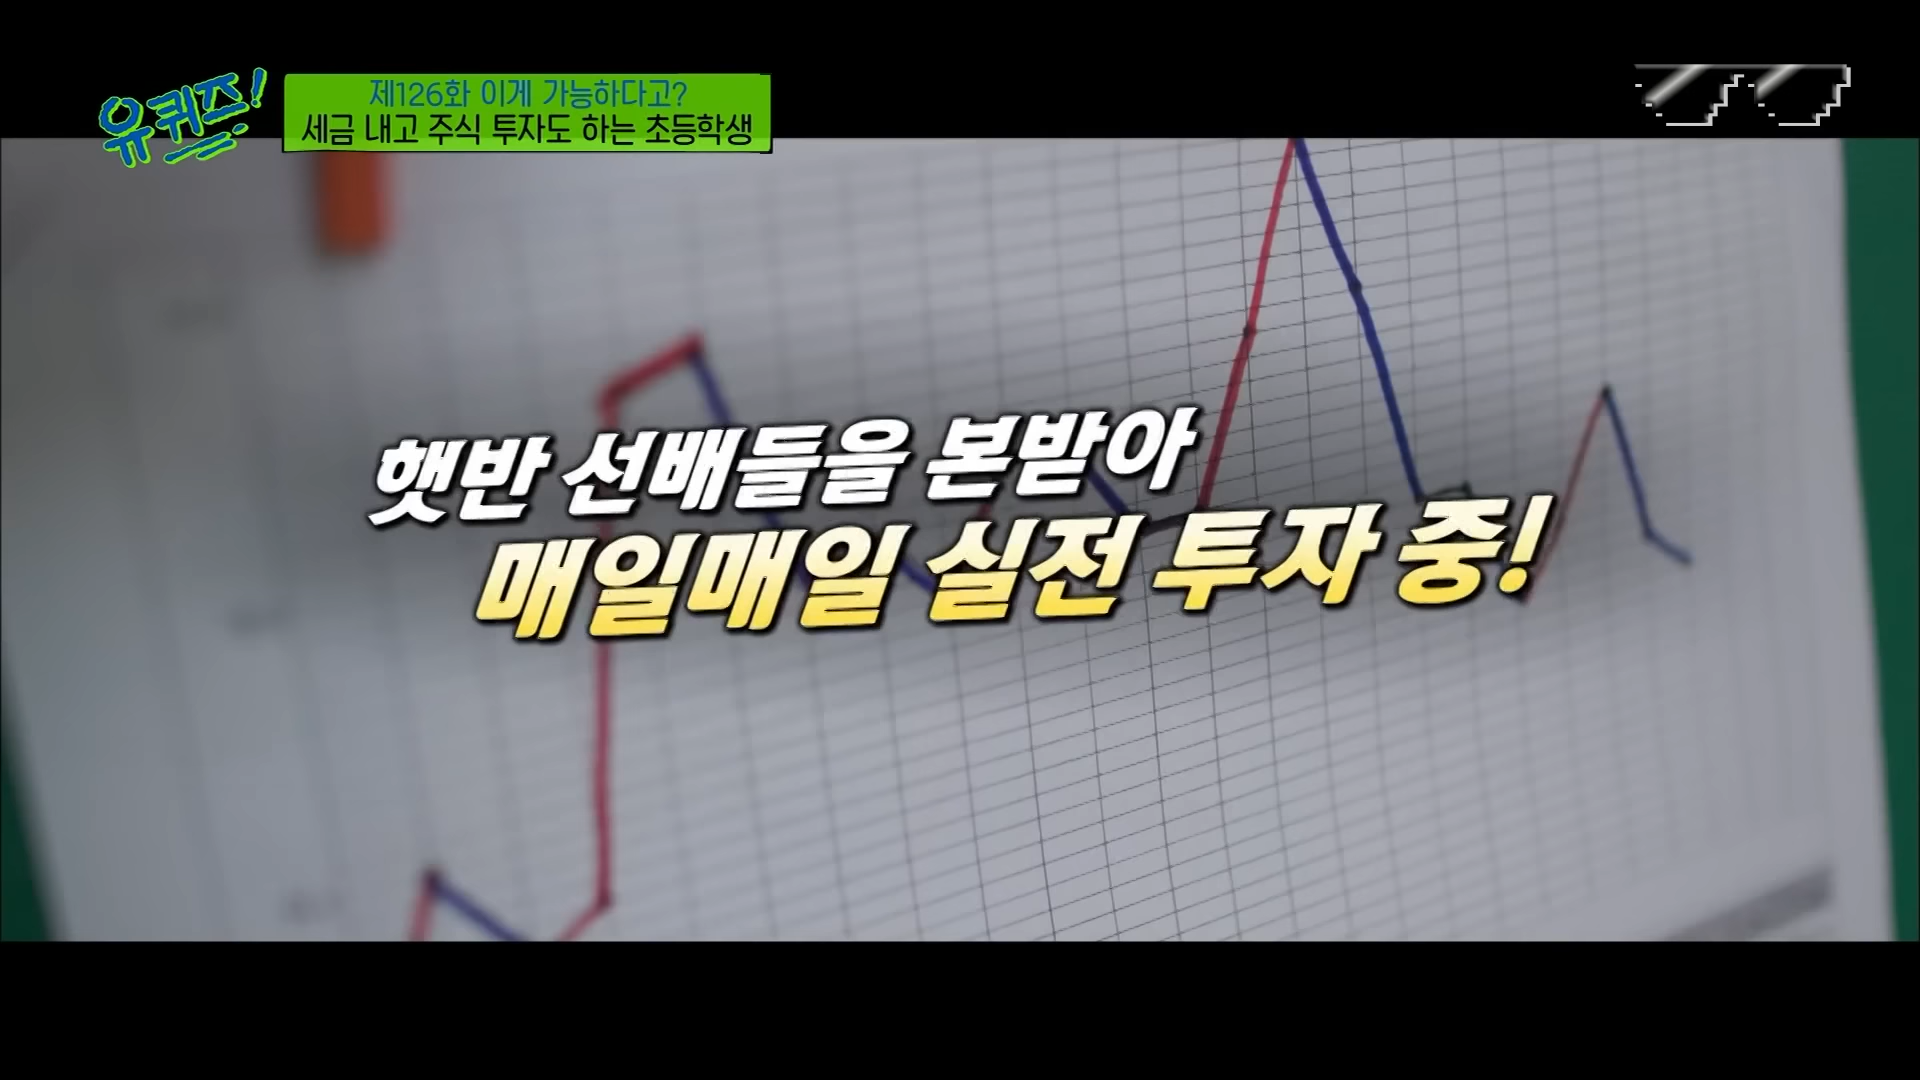 유퀴즈!
제126화 이게 가능하다고?
세금 내고 주식 투자도 하는 초등학생
햇반 선배들을 본받아
매일매일 실전 투자 중!